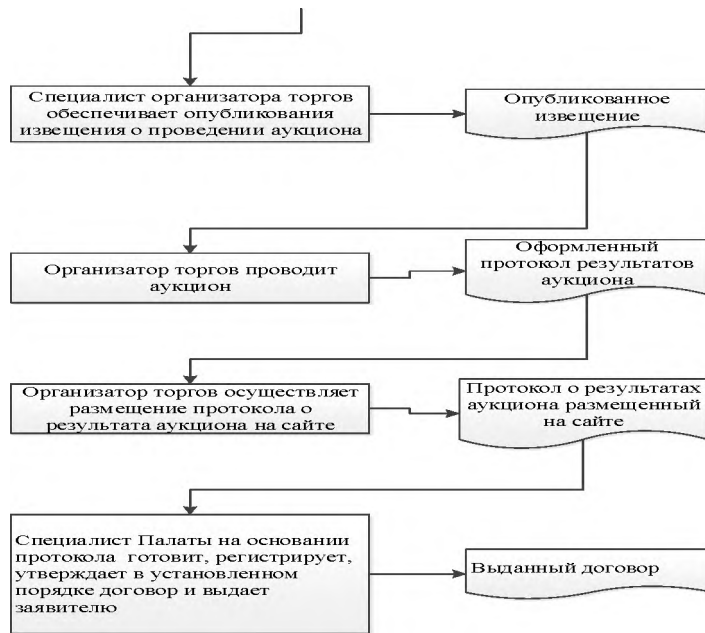 Специалист организатора торгов
обеспечивает опубликования
извещения о проведении аукциона
Опубликованное
извещение
Организатор торгов проводит
аукцион
Оформленный
протокол результатов
аукциона
Организатор торгов осуществляет
размещение протокола о
результата аукциона на сайте
Протокол о результатах
аукциона размещенный
на сайте
Специалист Палаты на основании
протокола готовит, регистрирует,
утверждает в установленном
порядке договор и выдает
заявителю
Выданный договор